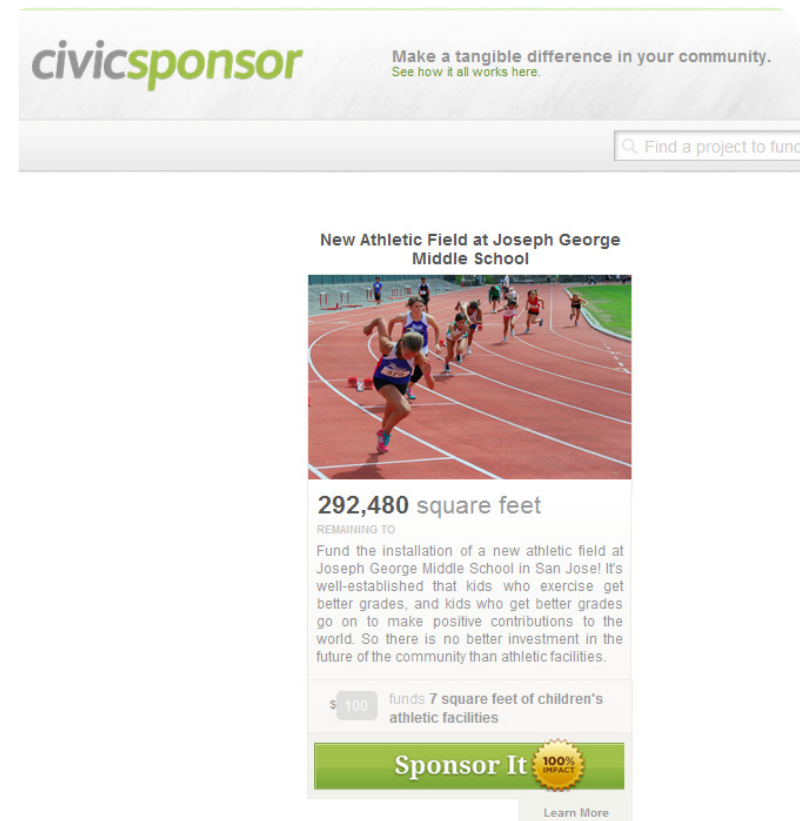 civicsponsor
Make a tangible difference in your community.
See how it all works here.
Find a project to func
New Athletic Field at Joseph George
Middle School
292,480 square feet
REMAINING TO
Fund the installation of a new athletic field at
Joseph George Middle School in San Jose! It's
well-established that kids who exercise get
better grades, and kids who get better grades
go on to make positive contributions to the
world. So there is no better investment in the
future of the community than athletic facilities.
$ 100 funds 7 square feet of children's
athletic facilities
Sponsor It
100%
IMPACT
Learn More